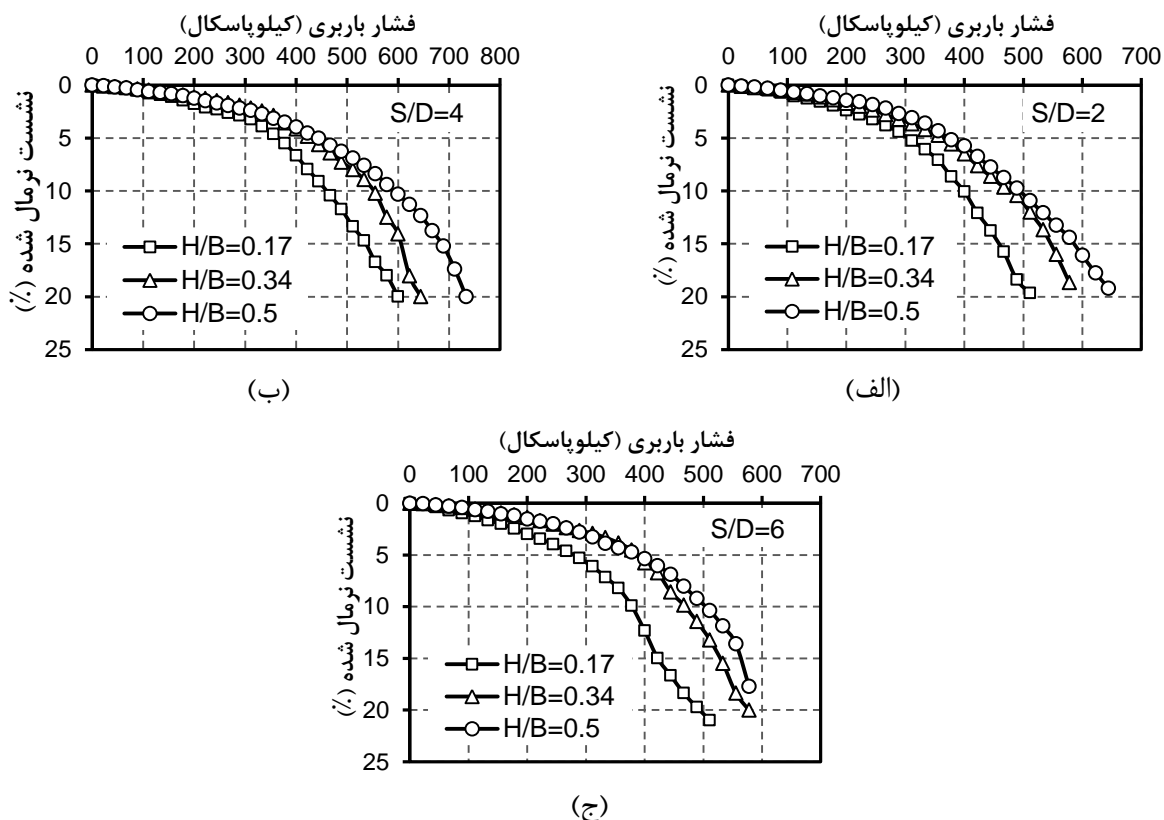 فشار باربری (کیلوپاسکال)
0 100 200 300 400 500 600 700
S/D=2
نشست نرمال شده (٪)
0
5
10
15
20
25
H/B=0.17
H/B=0.34
H/B=0.5
(الف)
فشار باربری (کیلوپاسکال)
0 100 200 300 400 500 600 700 800
S/D=4
نشست نرمال شده (٪)
0
5
10
15
20
25
H/B=0.17
H/B=0.34
H/B=0.5
(ب)
فشار باربری (کیلوپاسکال)
0 100 200 300 400 500 600 700
S/D=6
نشست نرمال شده (٪)
0
5
10
15
20
25
H/B=0.17
H/B=0.34
H/B=0.5
(ج)